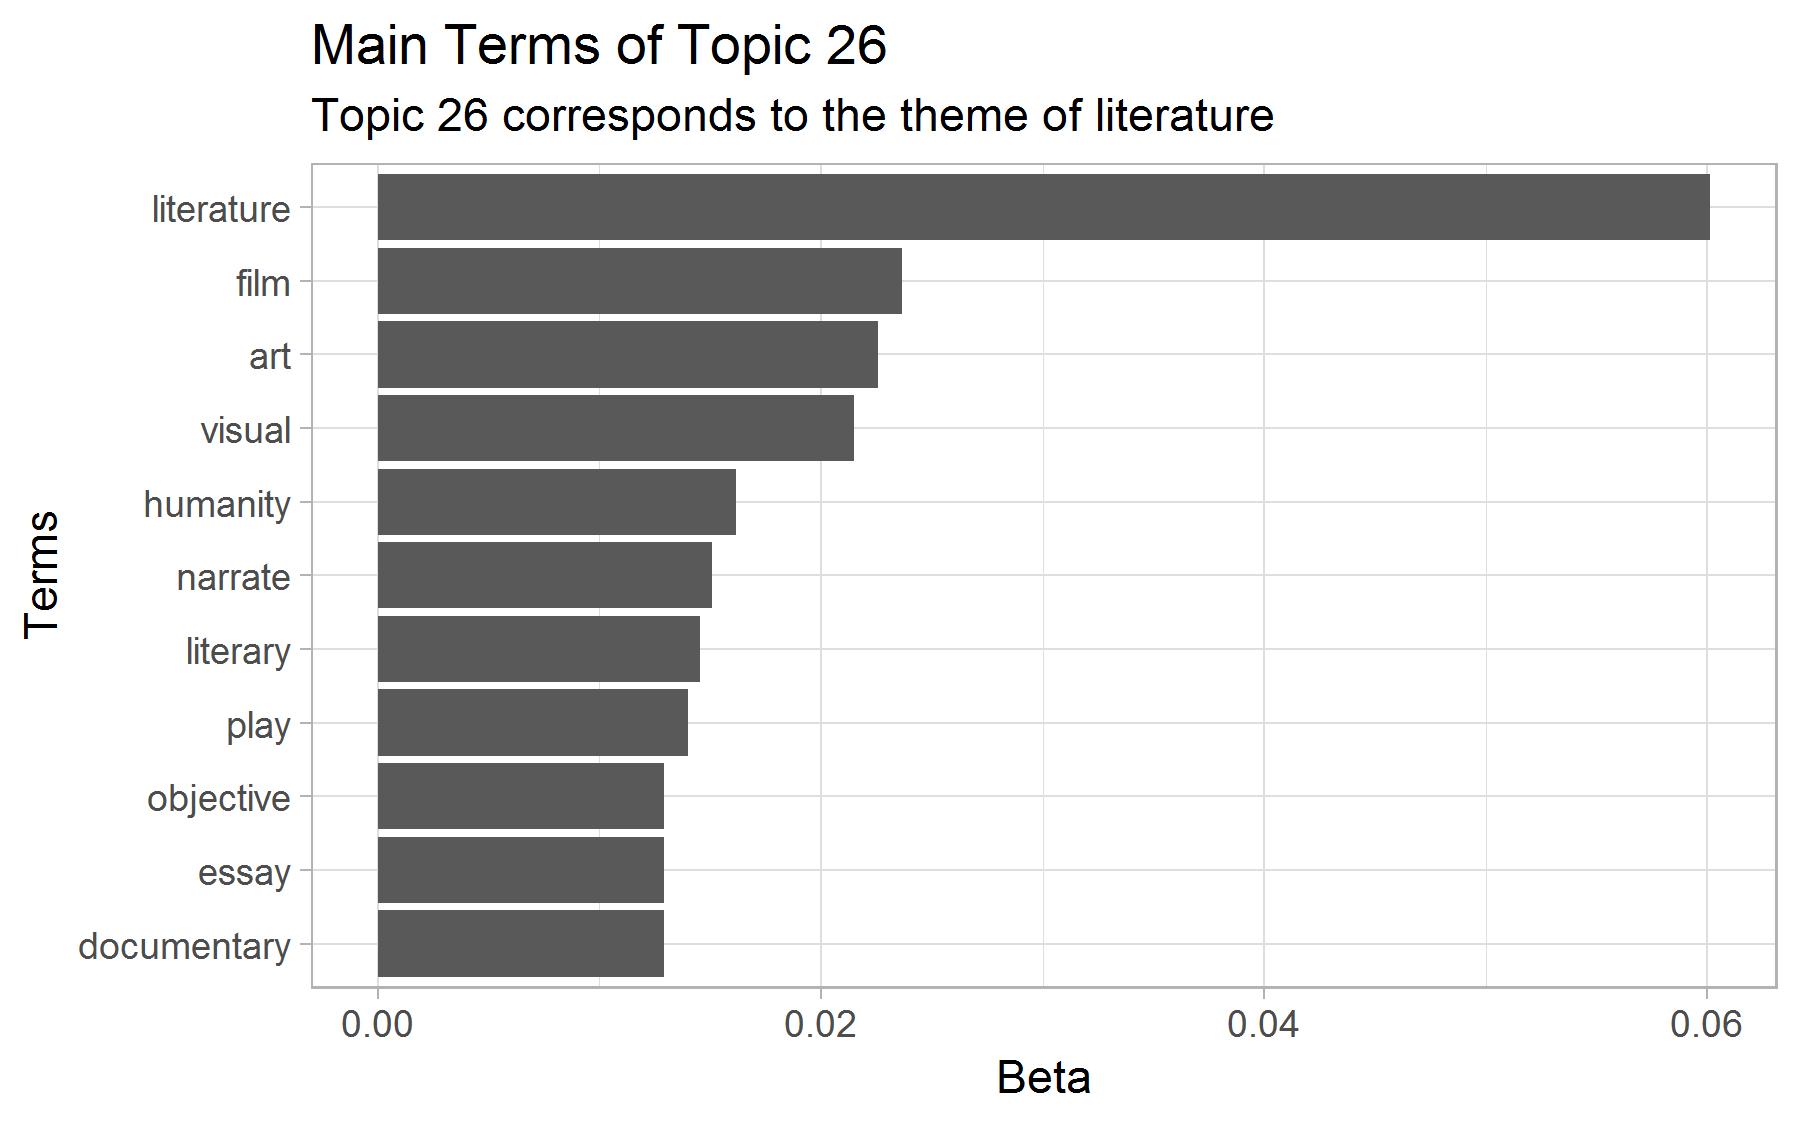 Main Terms of Topic 26
Topic 26 corresponds to the theme of literature
Terms
literature
film
art
visual
humanity
narrate
literary
play
objective
essay
documentary
0.00 0.02 0.04 0.06
Beta